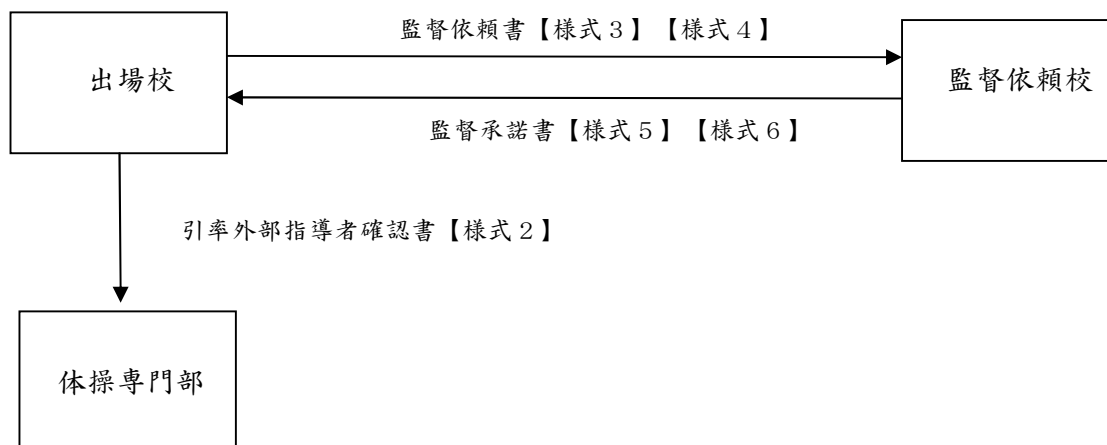 監督依頼書【様式３】【様式４】
出場校
監督依頼校
監督承諾書【様式５】【様式６】
引率外部指導者確認書【様式２】
体操専門部